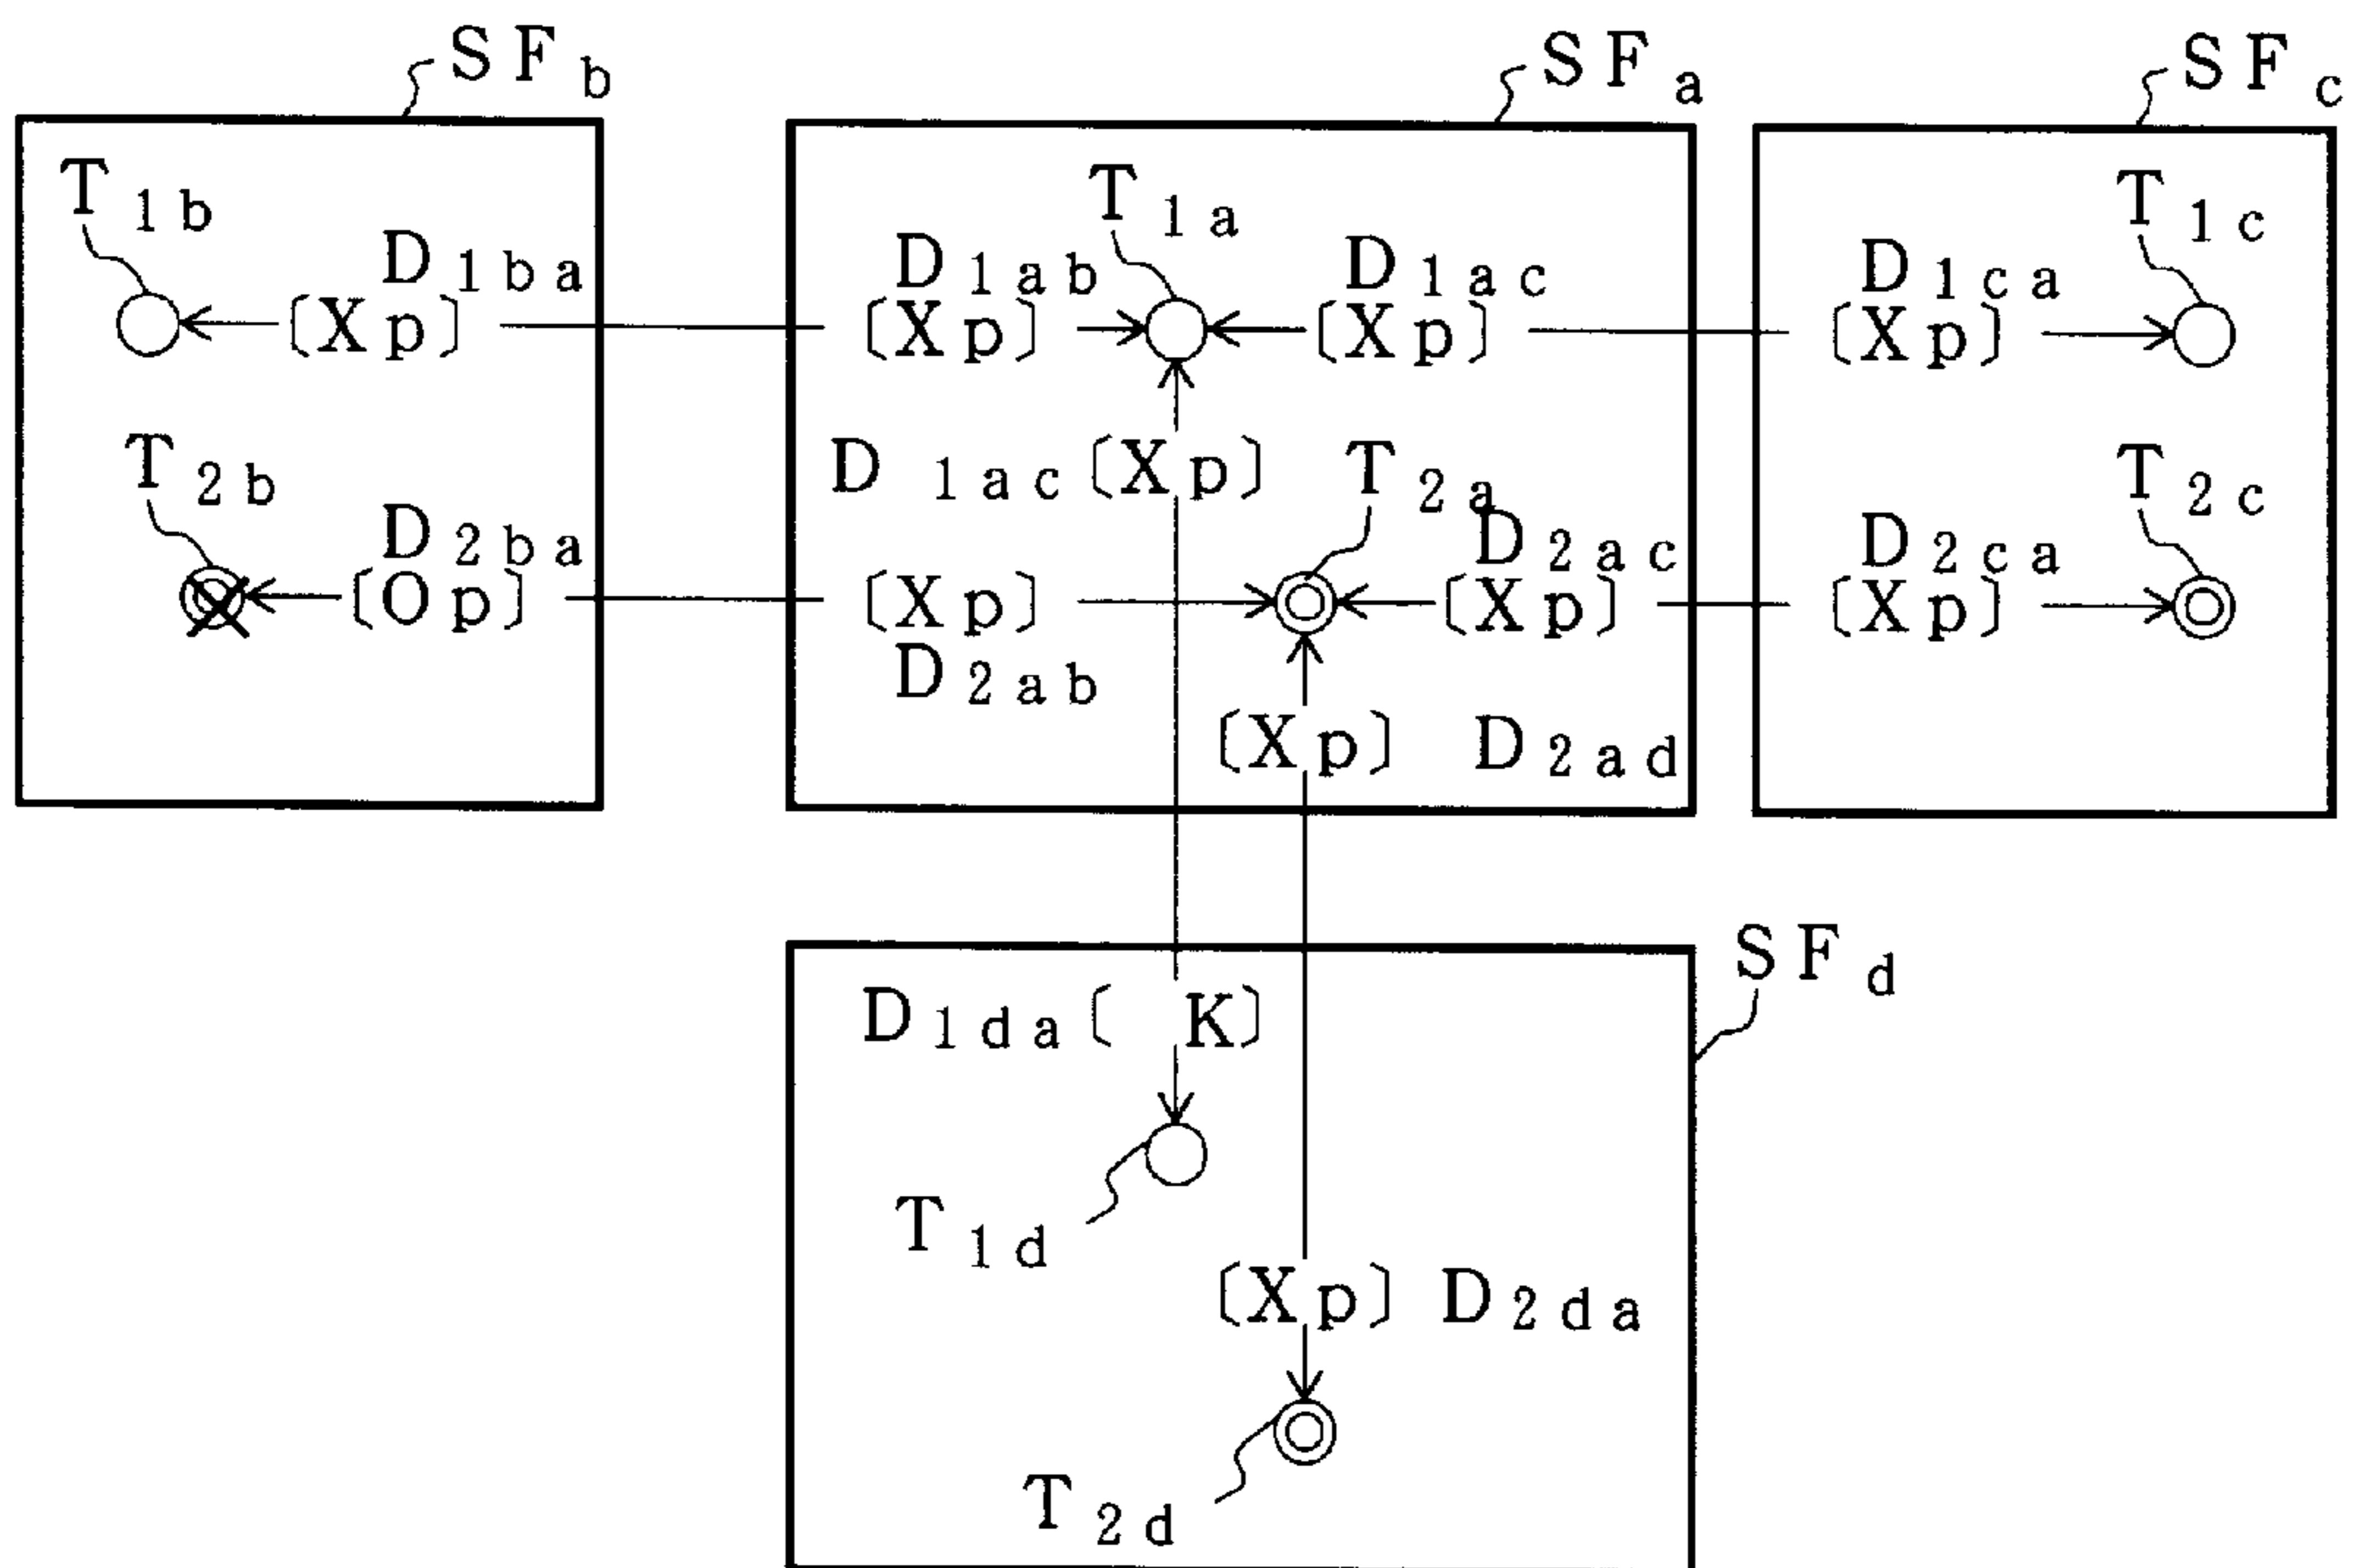 SFb SFa SFc
T1b T1a T1c
D1ba D1ab D1ac D1ca
〔Xp〕 〔Xp〕 〔Xp〕 〔Xp〕
T2b D1ac〔Xp〕 T2a T2c
D2ba D2ac D2ca
〔Op〕 〔Xp〕 〔Xp〕 〔Xp〕
D2ab
〔Xp〕 D2ad
SFd
D1da〔 K〕
T1d
〔Xp〕 D2da
T2d